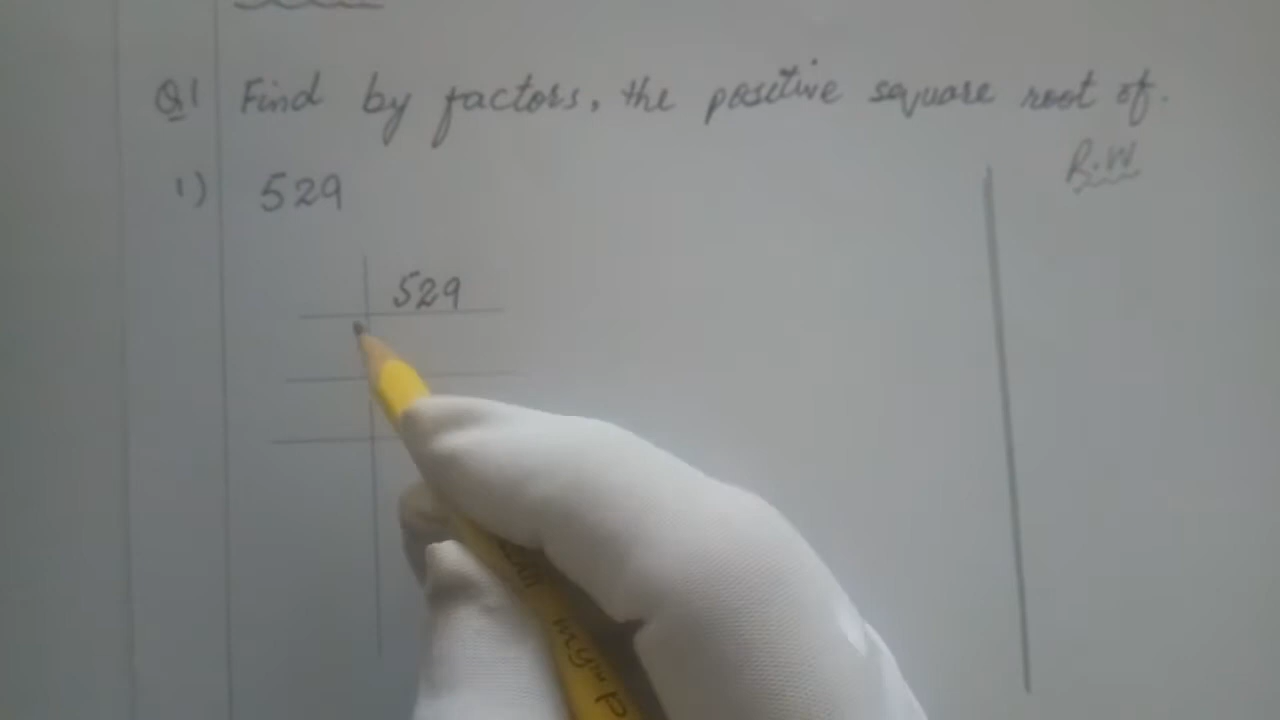 Q1 Find by factors, the positive square root of.
R.W
1) 529
529